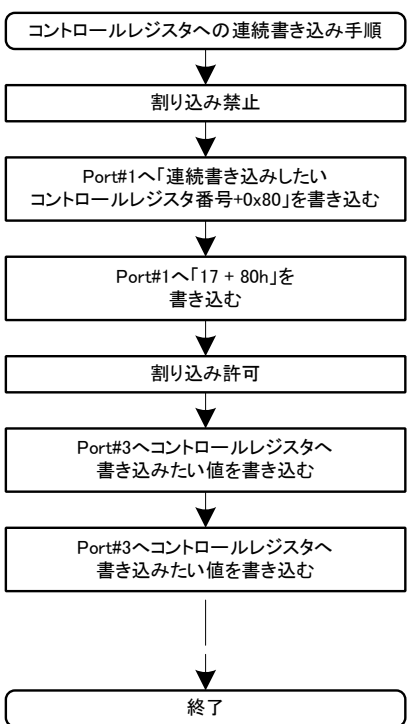 コントロールレジスタへの連続書き込み手順
割り込み禁止
Port#1へ「連続書き込みしたい
コントロールレジスタ番号+0x80」を書き込む
Port#1へ「17 + 80h」を
書き込む
割り込み許可
Port#3へコントロールレジスタへ
書き込みたい値を書き込む
Port#3へコントロールレジスタへ
書き込みたい値を書き込む
終了